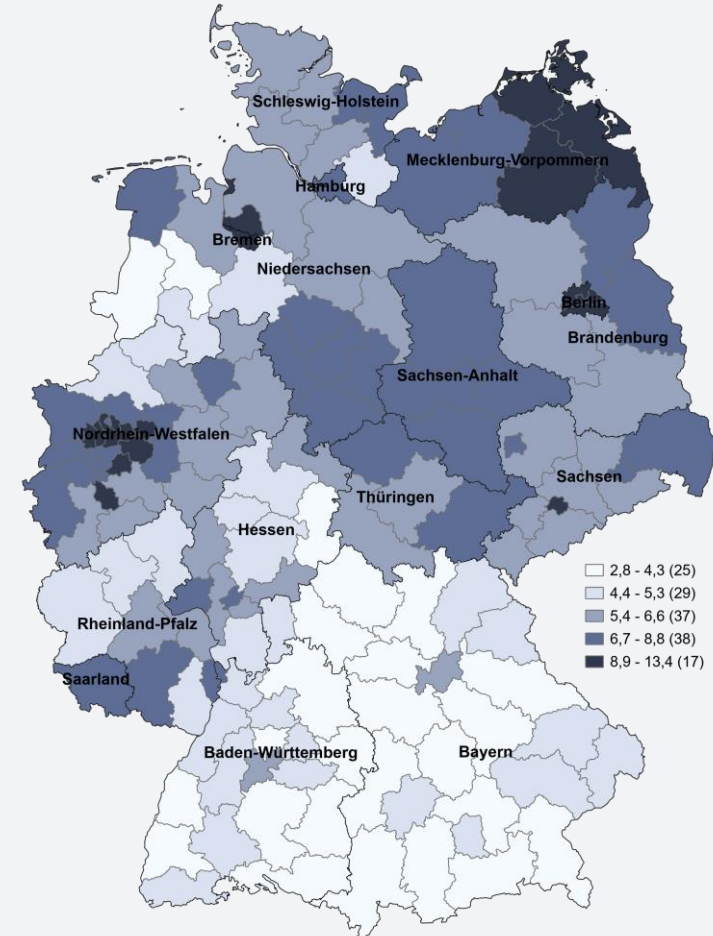 Schleswig-Holstein
Mecklenburg-Vorpommern
Hamburg
Bremen
Niedersachsen
Berlin
Brandenburg
Sachsen-Anhalt
Nordrhein-Westfalen
Sachsen
Thüringen
Hessen
Rheinland-Pfalz
Saarland
Baden-Württemberg
Bayern
2,8 - 4,3 (25)
4,4 - 5,3 (29)
5,4 - 6,6 (37)
6,7 - 8,8 (38)
8,9 - 13,4 (17)